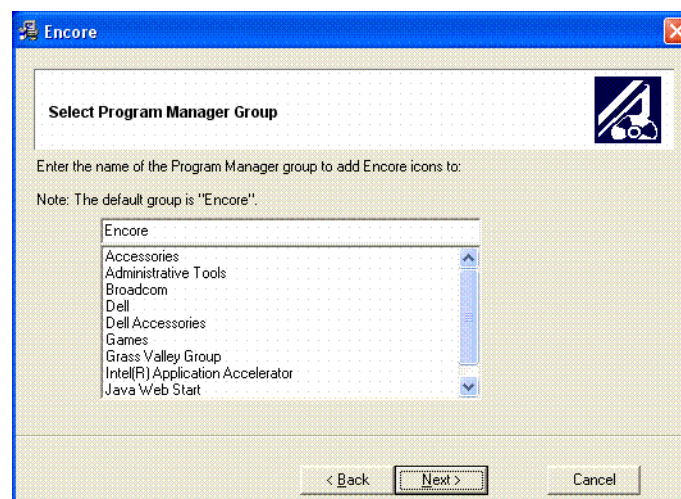 Encore
Select Program Manager Group
Enter the name of the Program Manager group to add Encore icons to:
Note: The default group is "Encore".
Encore
Accessories
Administrative Tools
Broadcom
Dell
Dell Accessories
Games
Grass Valley Group
Intel(R) Application Accelerator
Java Web Start
< Back Next > Cancel